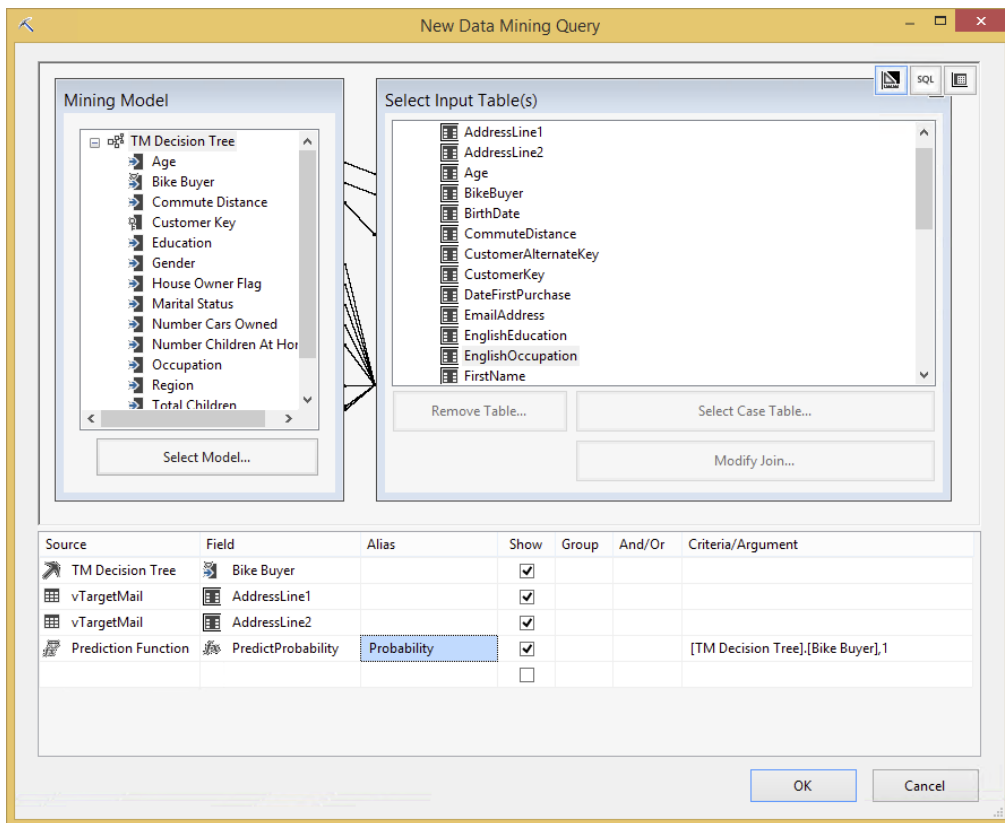 New Data Mining Query
SQL
Mining Model
TM Decision Tree
Age
Bike Buyer
Commute Distance
Customer Key
Education
Gender
House Owner Flag
Marital Status
Number Cars Owned
Number Children At Hor
Occupation
Region
Total Children
Select Model...
Select Input Table(s)
AddressLine1
AddressLine2
Age
BikeBuyer
BirthDate
CommuteDistance
CustomerAlternateKey
CustomerKey
DateFirstPurchase
EmailAddress
EnglishEducation
EnglishOccupation
FirstName
Remove Table... Select Case Table...
Modify Join...
Source Field Alias Show Group And/Or Criteria/Argument
TM Decision Tree Bike Buyer
vTargetMail AddressLine1
vTargetMail AddressLine2
Prediction Function PredictProbability Probability [TM Decision Tree].[Bike Buyer],1
OK Cancel